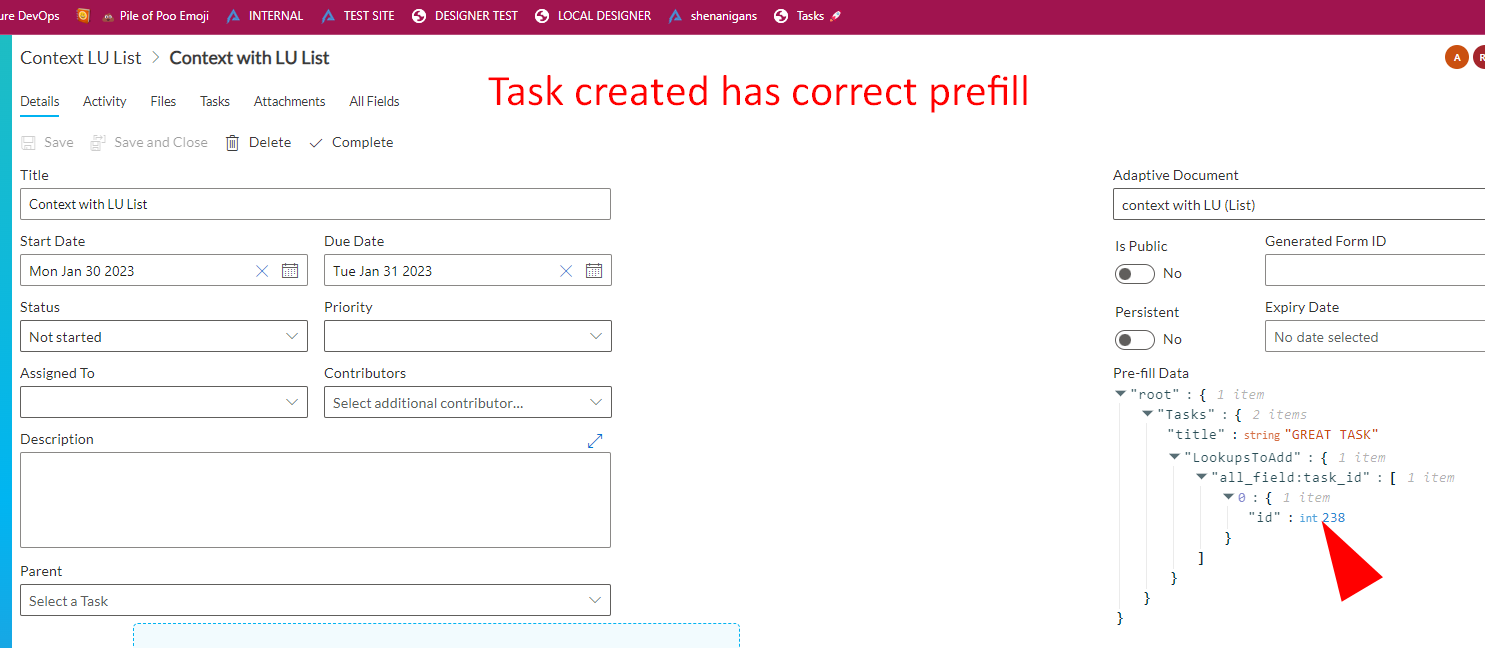 ure DevOps Pile of Poo Emoji INTERNAL TEST SITE DESIGNER TEST LOCAL DESIGNER shenanigans Tasks
Context LU List > Context with LU List
A R
Task created has correct prefill
Details Activity Files Tasks Attachments All Fields
Save Save and Close Delete Complete
Title
Context with LU List
Start Date Due Date
Mon Jan 30 2023 Tue Jan 31 2023
Status Priority
Not started
Assigned To Contributors
Select additional contributor...
Description
Parent
Select a Task
Adaptive Document
context with LU (List)
Is Public Generated Form ID
No
Persistent Expiry Date
No No date selected
Pre-fill Data
"root" : { 1 item
"Tasks" : { 2 items
"title" : string "GREAT TASK"
"LookupsToAdd" : { 1 item
"all_field:task_id" : [ 1 item
0 : { 1 item
"id" : int 238
}
]
}
}
}